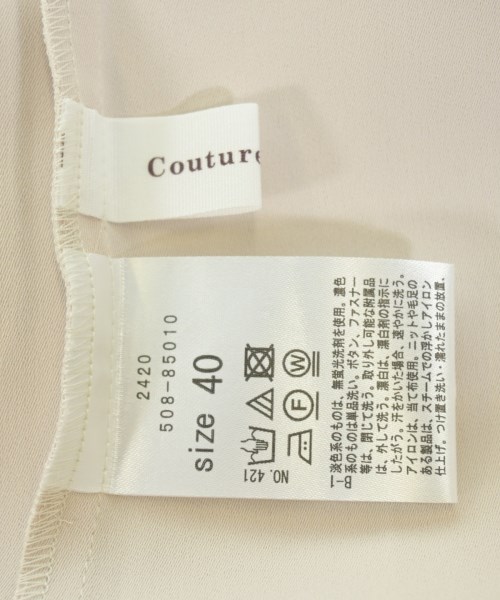 Couture
2420
508-85010
size 40
F W
NO. 421
淡色系のものは、無蛍光洗剤を使用。濃色
系のものは単品洗い。ボタン、ファスナー
等は、閉じて洗う。取り外し可能な附属品
は、外して洗う。漂白は、漂白剤の指示に
したがう。汗をかいた場合、速やかに洗う。
アイロンは、当て布使用。ニットや毛足の
ある製品は、スチームでの浮かしアイロン
仕上げ。つけ置き洗い・濡れたままの放置、